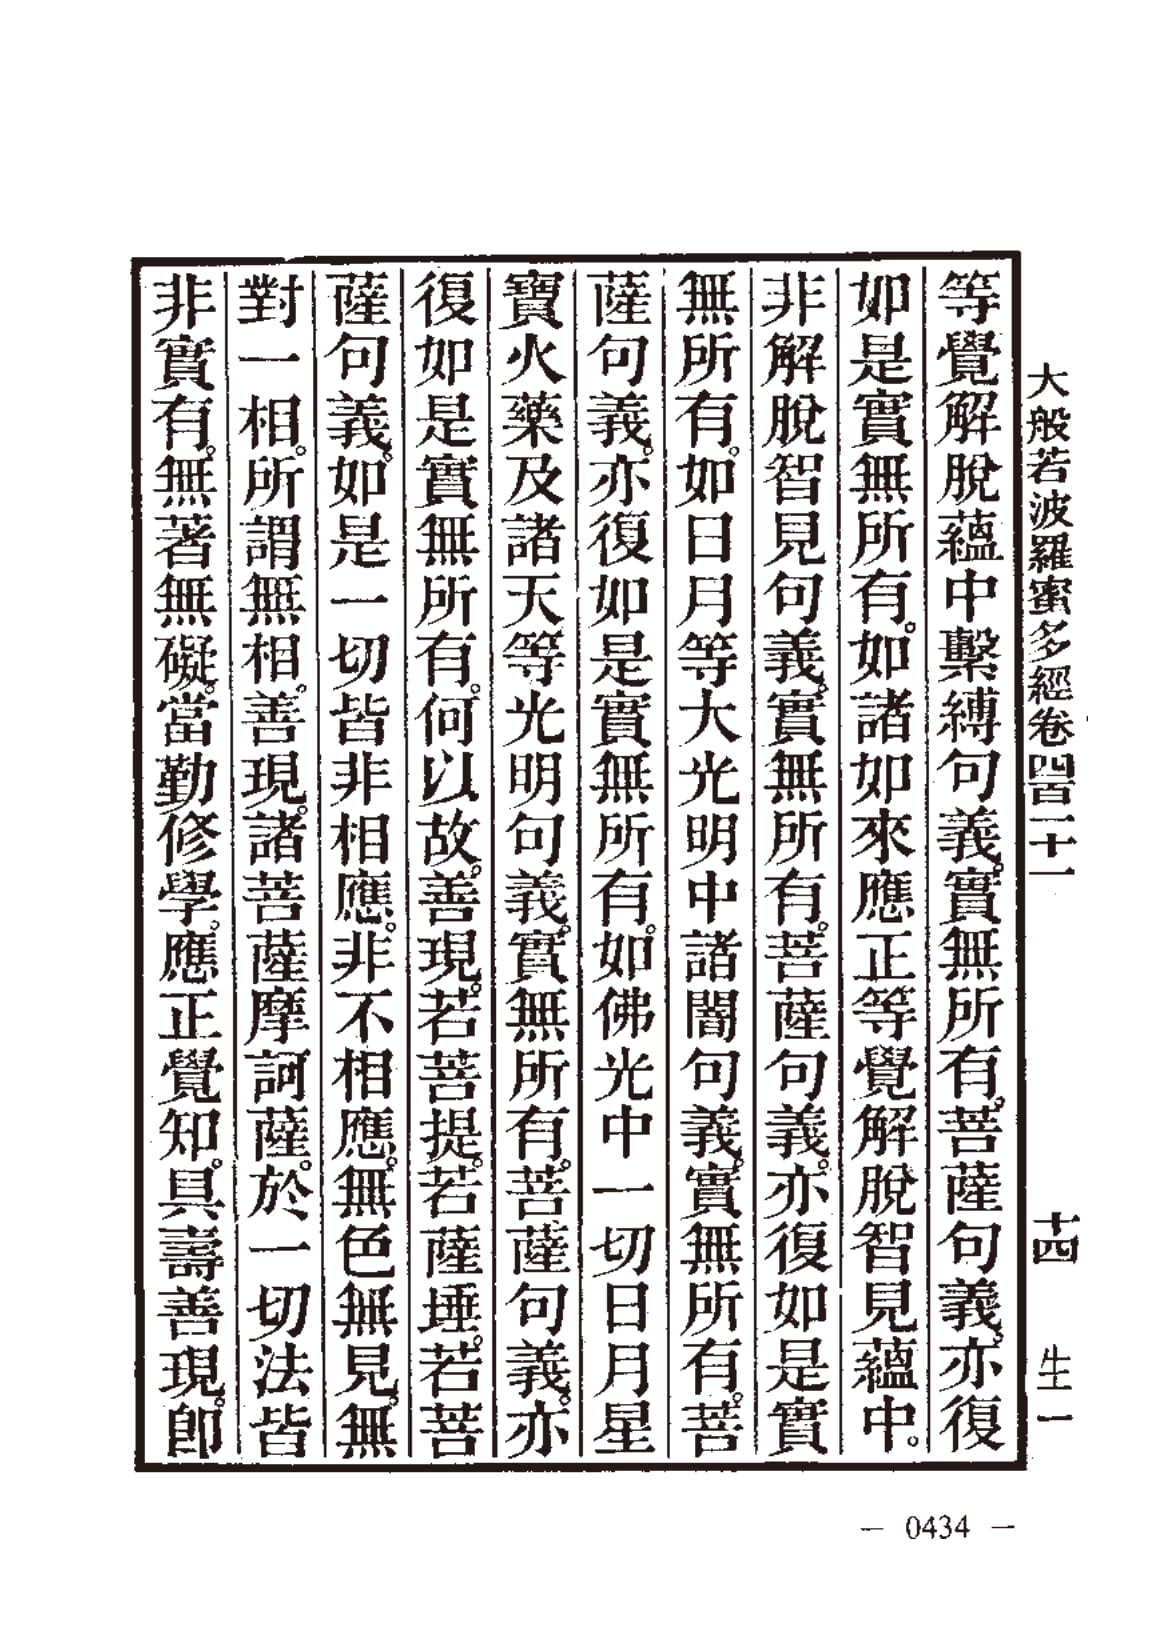 大般若波羅蜜多經卷四百一十一 十四 生一
等覺解脫蘊中繫縛句義。實無所有。菩薩句義。亦復
如是實無所有。如諸如來應正等覺解脫智見蘊中。
非解脫智見句義。實無所有。菩薩句義。亦復如是實
無所有。如日月等大光明中諸闇句義。實無所有。菩
薩句義。亦復如是實無所有。如佛光中一切日月星
寶火藥及諸天等光明句義。實無所有。菩薩句義。亦
復如是實無所有。何以故。善現。若菩提。若薩埵。若菩
薩句義。如是一切皆非相應。非不相應。無色無見。無
對一相。所謂無相。善現。諸菩薩摩訶薩。於一切法皆
非實有。無著無礙。當勤修學。應正覺知。具壽善現。卽
— 0434 —